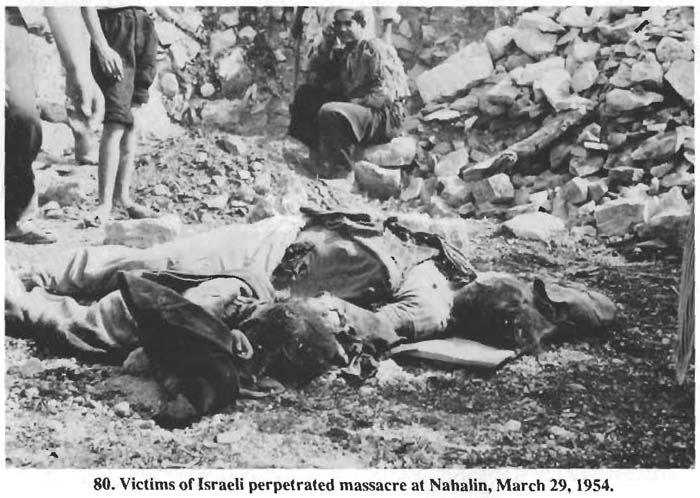 80. Victims of Israeli perpetrated massacre at Nahalin, March 29, 1954.